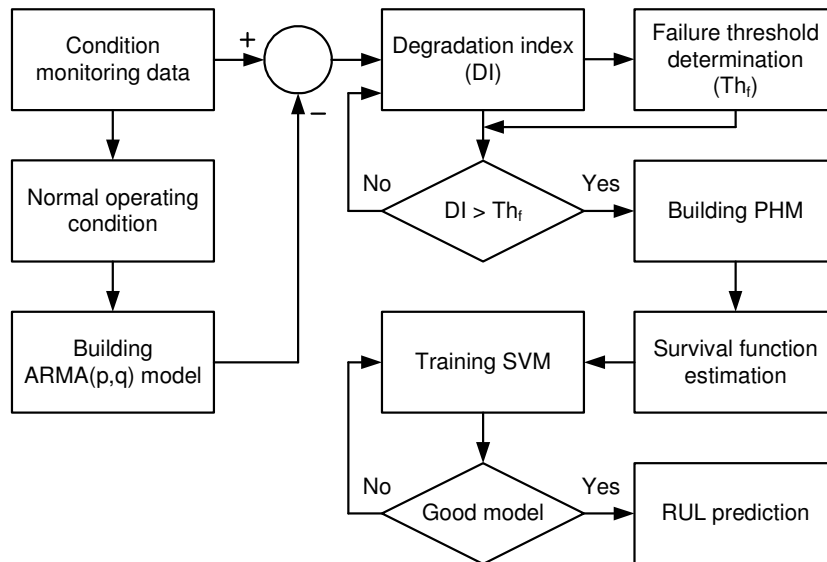 Condition
monitoring data
+
−
Degradation index
(DI)
Failure threshold
determination
(Thf)
Normal operating
condition
No
DI > Thf
Yes
Building PHM
Building
ARMA(p,q) model
Training SVM
Survival function
estimation
No
Good model
Yes
RUL prediction